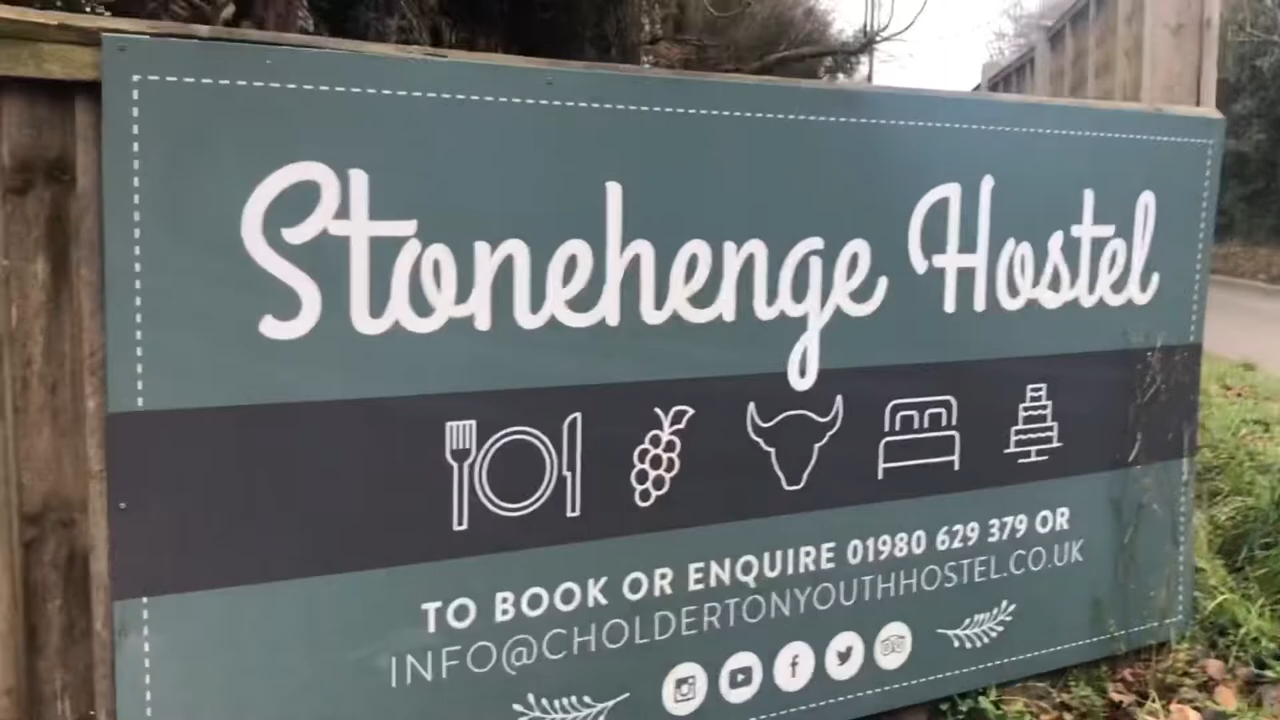 Stonehenge Hostel
TO BOOK OR ENQUIRE 01980 629 379 OR
INFO@CHOLDERTONYOUTHHOSTEL.CO.UK